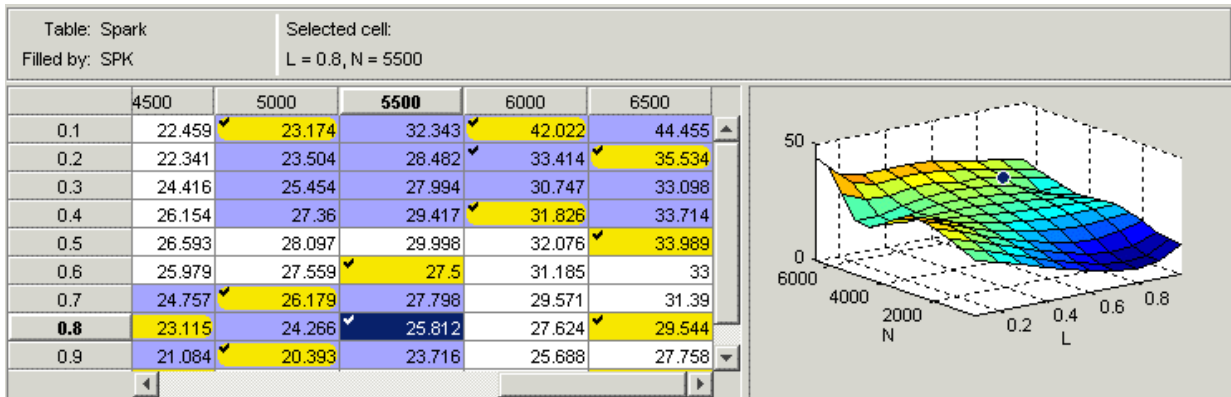 Table: Spark
Filled by: SPK
Selected cell:
L = 0.8, N = 5500
4500 5000 5500 6000 6500
0.1 22.459 23.174 32.343 42.022 44.455
0.2 22.341 23.504 28.482 33.414 35.534
0.3 24.416 25.454 27.994 30.747 33.098
0.4 26.154 27.36 29.417 31.826 33.714
0.5 26.593 28.097 29.998 32.076 33.989
0.6 25.979 27.559 27.5 31.185 33
0.7 24.757 26.179 27.798 29.571 31.39
0.8 23.115 24.266 25.812 27.624 29.544
0.9 21.084 20.393 23.716 25.688 27.758
50
0
6000
4000
2000
N
0.2 0.4 0.6 0.8
L